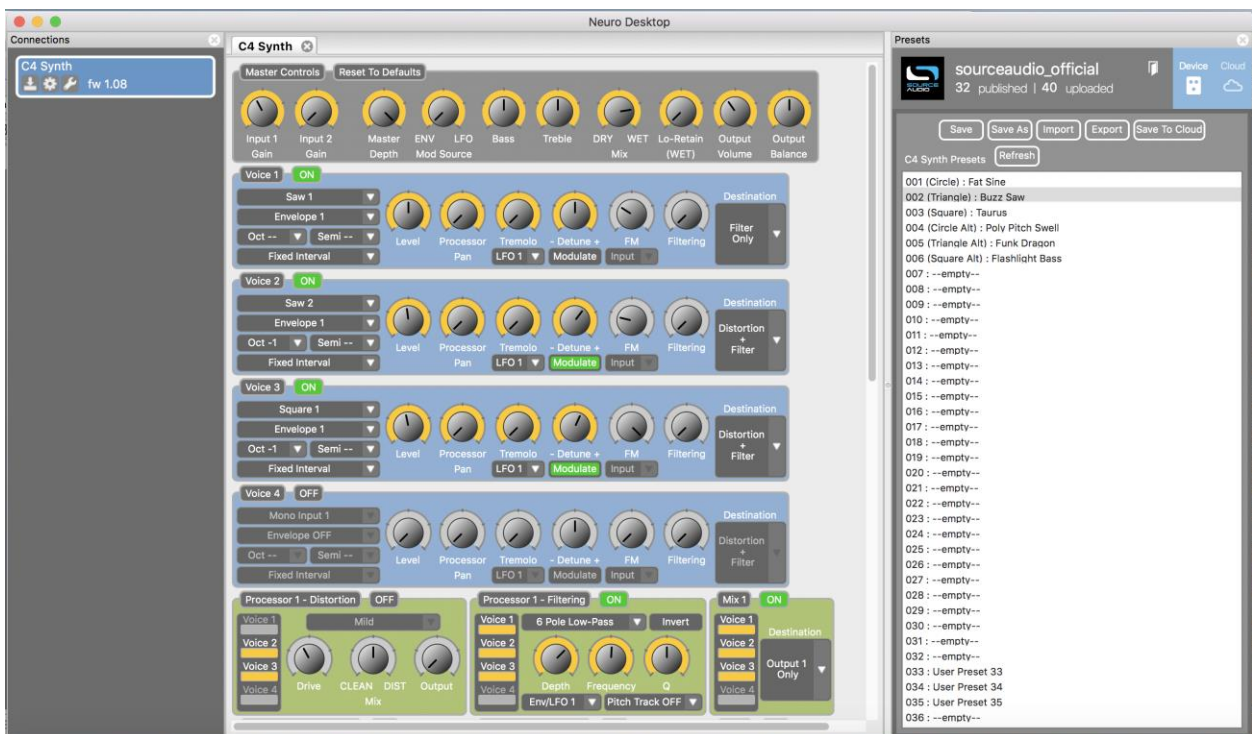 Neuro Desktop
Connections
C4 Synth
fw 1.08
C4 Synth
Master Controls Reset To Defaults
Input 1 Input 2 Master ENV LFO Bass Treble DRY WET Lo-Retain Output Output
Gain Gain Depth Mod Source Mix (WET) Volume Balance
Voice 1 ON
Saw 1 Destination
Envelope 1
Oct -- Semi -- Level Processor Tremolo - Detune + FM Filtering Filter
Only
Fixed Interval Pan LFO 1 Modulate Input
Voice 2 ON
Saw 2 Destination
Envelope 1
Oct -1 Semi -- Level Processor Tremolo - Detune + FM Filtering Distortion
+
Filter
Fixed Interval Pan LFO 1 Modulate Input
Voice 3 ON
Square 1 Destination
Envelope 1
Oct -1 Semi -- Level Processor Tremolo - Detune + FM Filtering Distortion
+
Filter
Fixed Interval Pan LFO 1 Modulate Input
Voice 4 OFF
Mono Input 1 Destination
Envelope OFF
Oct -- Semi -- Level Processor Tremolo - Detune + FM Filtering Distortion
+
Filter
Fixed Interval Pan LFO 1 Modulate Input
Processor 1 - Distortion OFF
Voice 1 Mild
Voice 2
Voice 3
Voice 4
Drive CLEAN DIST Output
Mix
Processor 1 - Filtering ON
Voice 1 6 Pole Low-Pass Invert
Voice 2
Voice 3
Voice 4
Depth Frequency Q
Env/LFO 1 Pitch Track OFF
Mix 1 ON
Voice 1
Voice 2
Voice 3
Voice 4
Destination
Output 1
Only
Presets
SOURCE
AUDIO
sourceaudio_official
32 published | 40 uploaded
Device Cloud
Save Save As Import Export Save To Cloud
C4 Synth Presets Refresh
001 (Circle) : Fat Sine
002 (Triangle) : Buzz Saw
003 (Square) : Taurus
004 (Circle Alt) : Poly Pitch Swell
005 (Triangle Alt) : Funk Dragon
006 (Square Alt) : Flashlight Bass
007 : --empty--
008 : --empty--
009 : --empty--
010 : --empty--
011 : --empty--
012 : --empty--
013 : --empty--
014 : --empty--
015 : --empty--
016 : --empty--
017 : --empty--
018 : --empty--
019 : --empty--
020 : --empty--
021 : --empty--
022 : --empty--
023 : --empty--
024 : --empty--
025 : --empty--
026 : --empty--
027 : --empty--
028 : --empty--
029 : --empty--
030 : --empty--
031 : --empty--
032 : --empty--
033 : User Preset 33
034 : User Preset 34
035 : User Preset 35
036 : --empty--